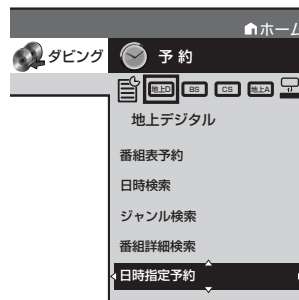 ホーム
ダビング 予約
地上D BS CS 地上A
地上デジタル
番組表予約
日時検索
ジャンル検索
番組詳細検索
日時指定予約